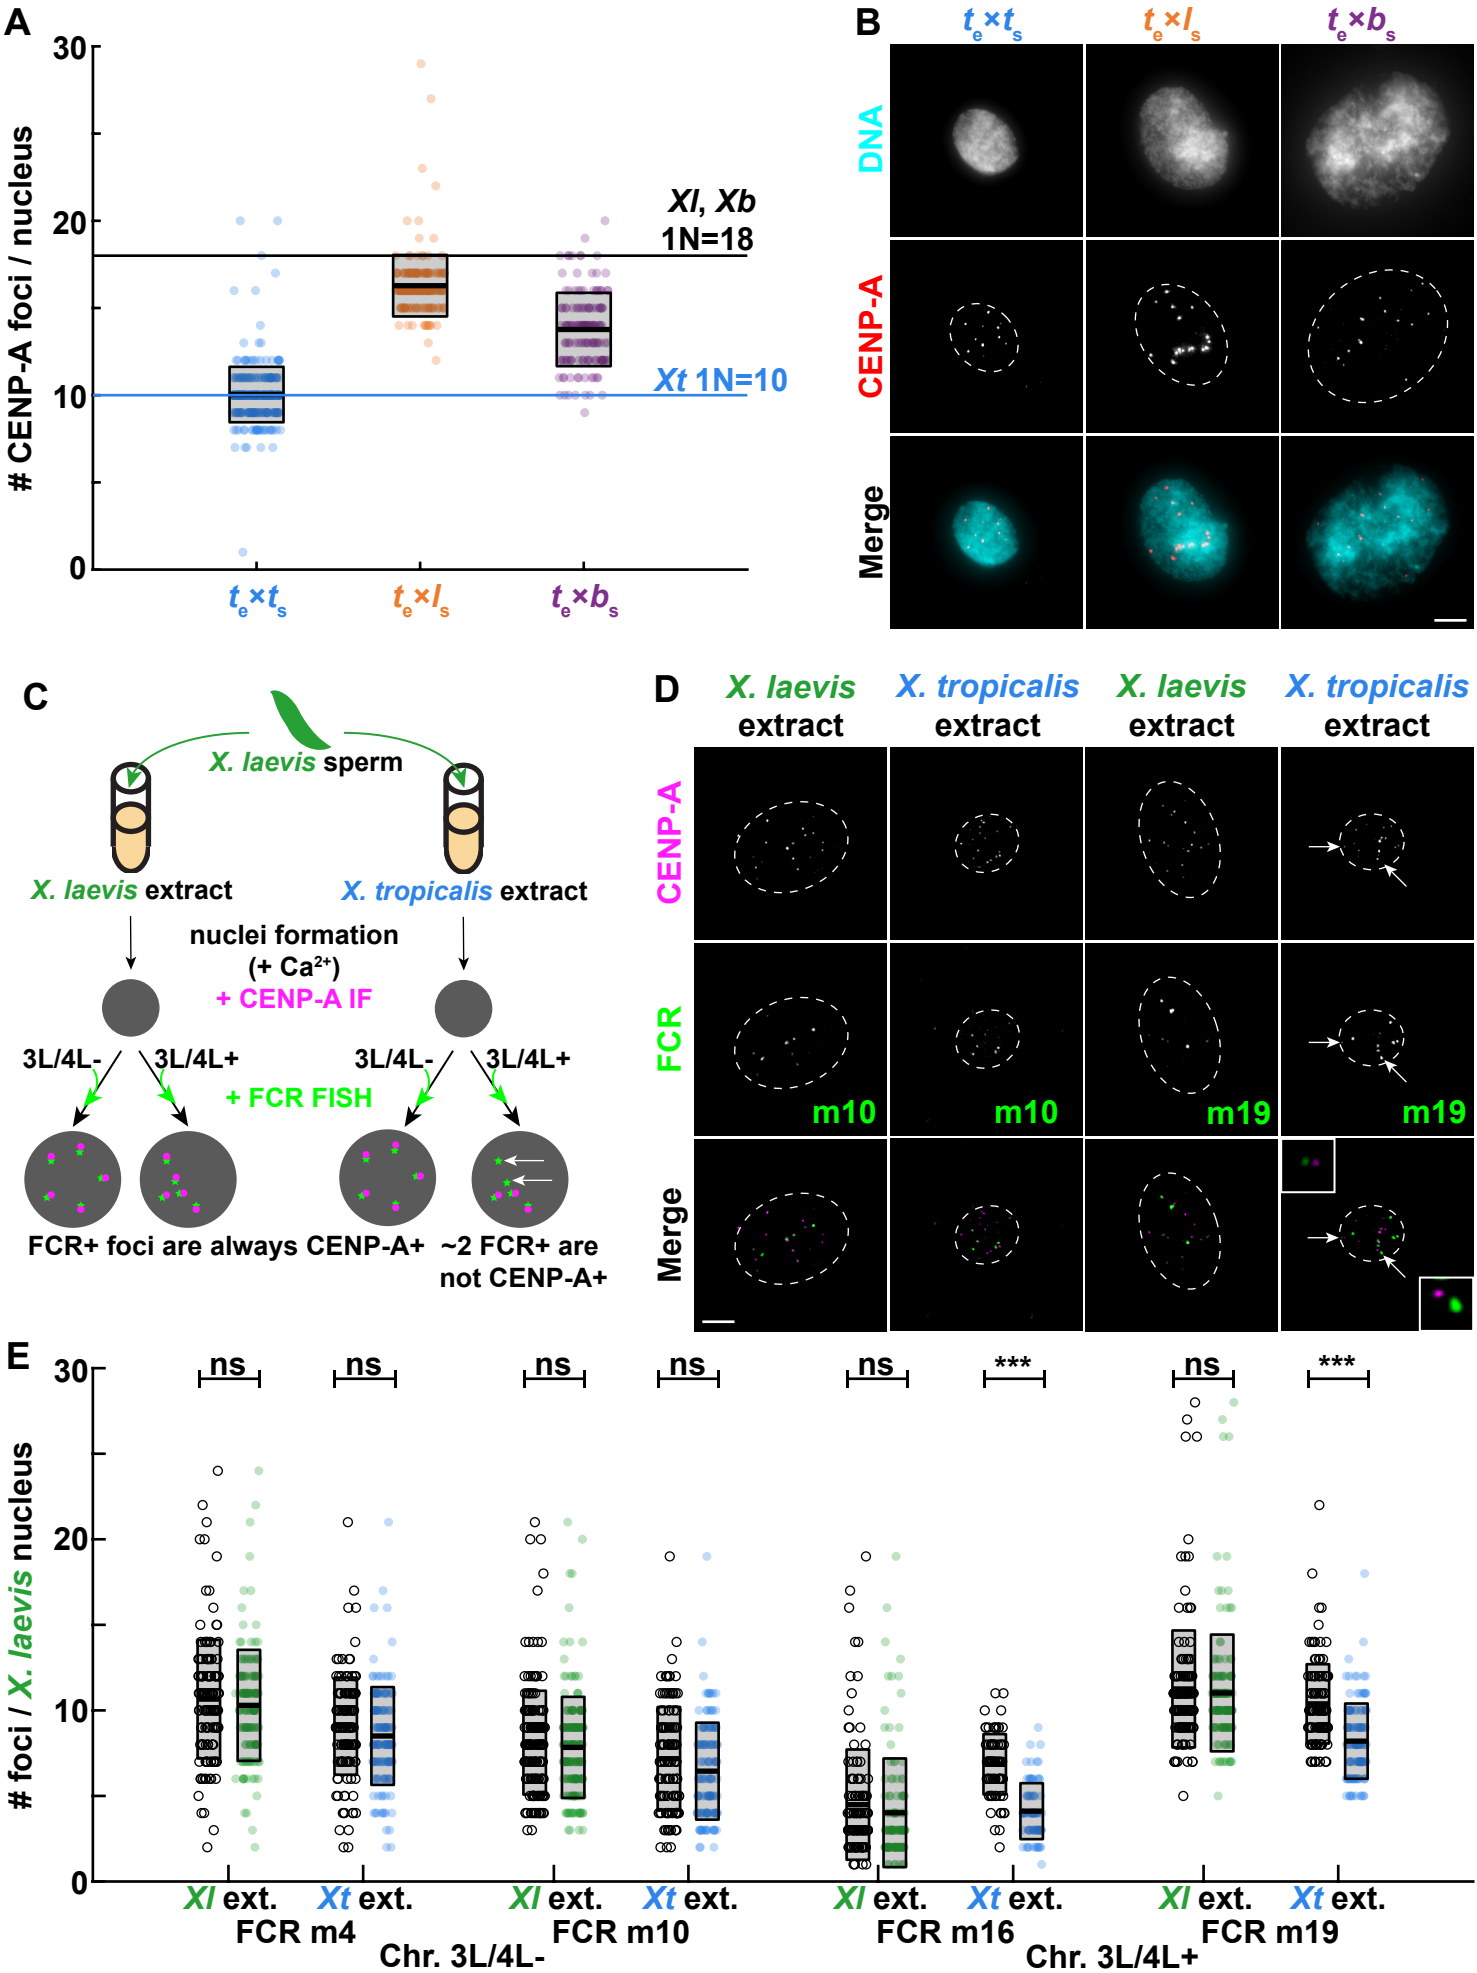 A
30
20
10
0
# CENP-A foci / nucleus
Xl, Xb
1N=18
Xt 1N=10
te×ts
te×ls
te×bs
B
te×ts
te×ls
te×bs
DNA
CENP-A
Merge
C
X. laevis sperm
X. laevis extract
X. tropicalis extract
nuclei formation
(+ Ca2+)
+ CENP-A IF
3L/4L-
3L/4L+
3L/4L-
3L/4L+
+ FCR FISH
FCR+ foci are always CENP-A+
~2 FCR+ are
not CENP-A+
D
X. laevis
extract
X. tropicalis
extract
X. laevis
extract
X. tropicalis
extract
CENP-A
FCR
m10
m10
m19
m19
Merge
E
30
20
10
0
# foci / X. laevis nucleus
ns
ns
ns
ns
ns
***
ns
***
Xl ext.
Xt ext.
Xl ext.
Xt ext.
Xl ext.
Xt ext.
Xl ext.
Xt ext.
FCR m4
FCR m10
FCR m16
FCR m19
Chr. 3L/4L-
Chr. 3L/4L+